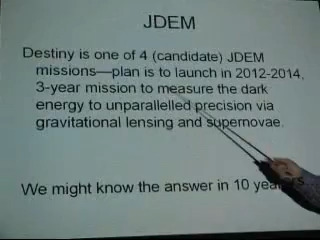 JDEM
Destiny is one of 4 (candidate) JDEM
missions—plan is to launch in 2012-2014,
3-year mission to measure the dark
energy to unparallelled precision via
gravitational lensing and supernovae.
We might know the answer in 10 years